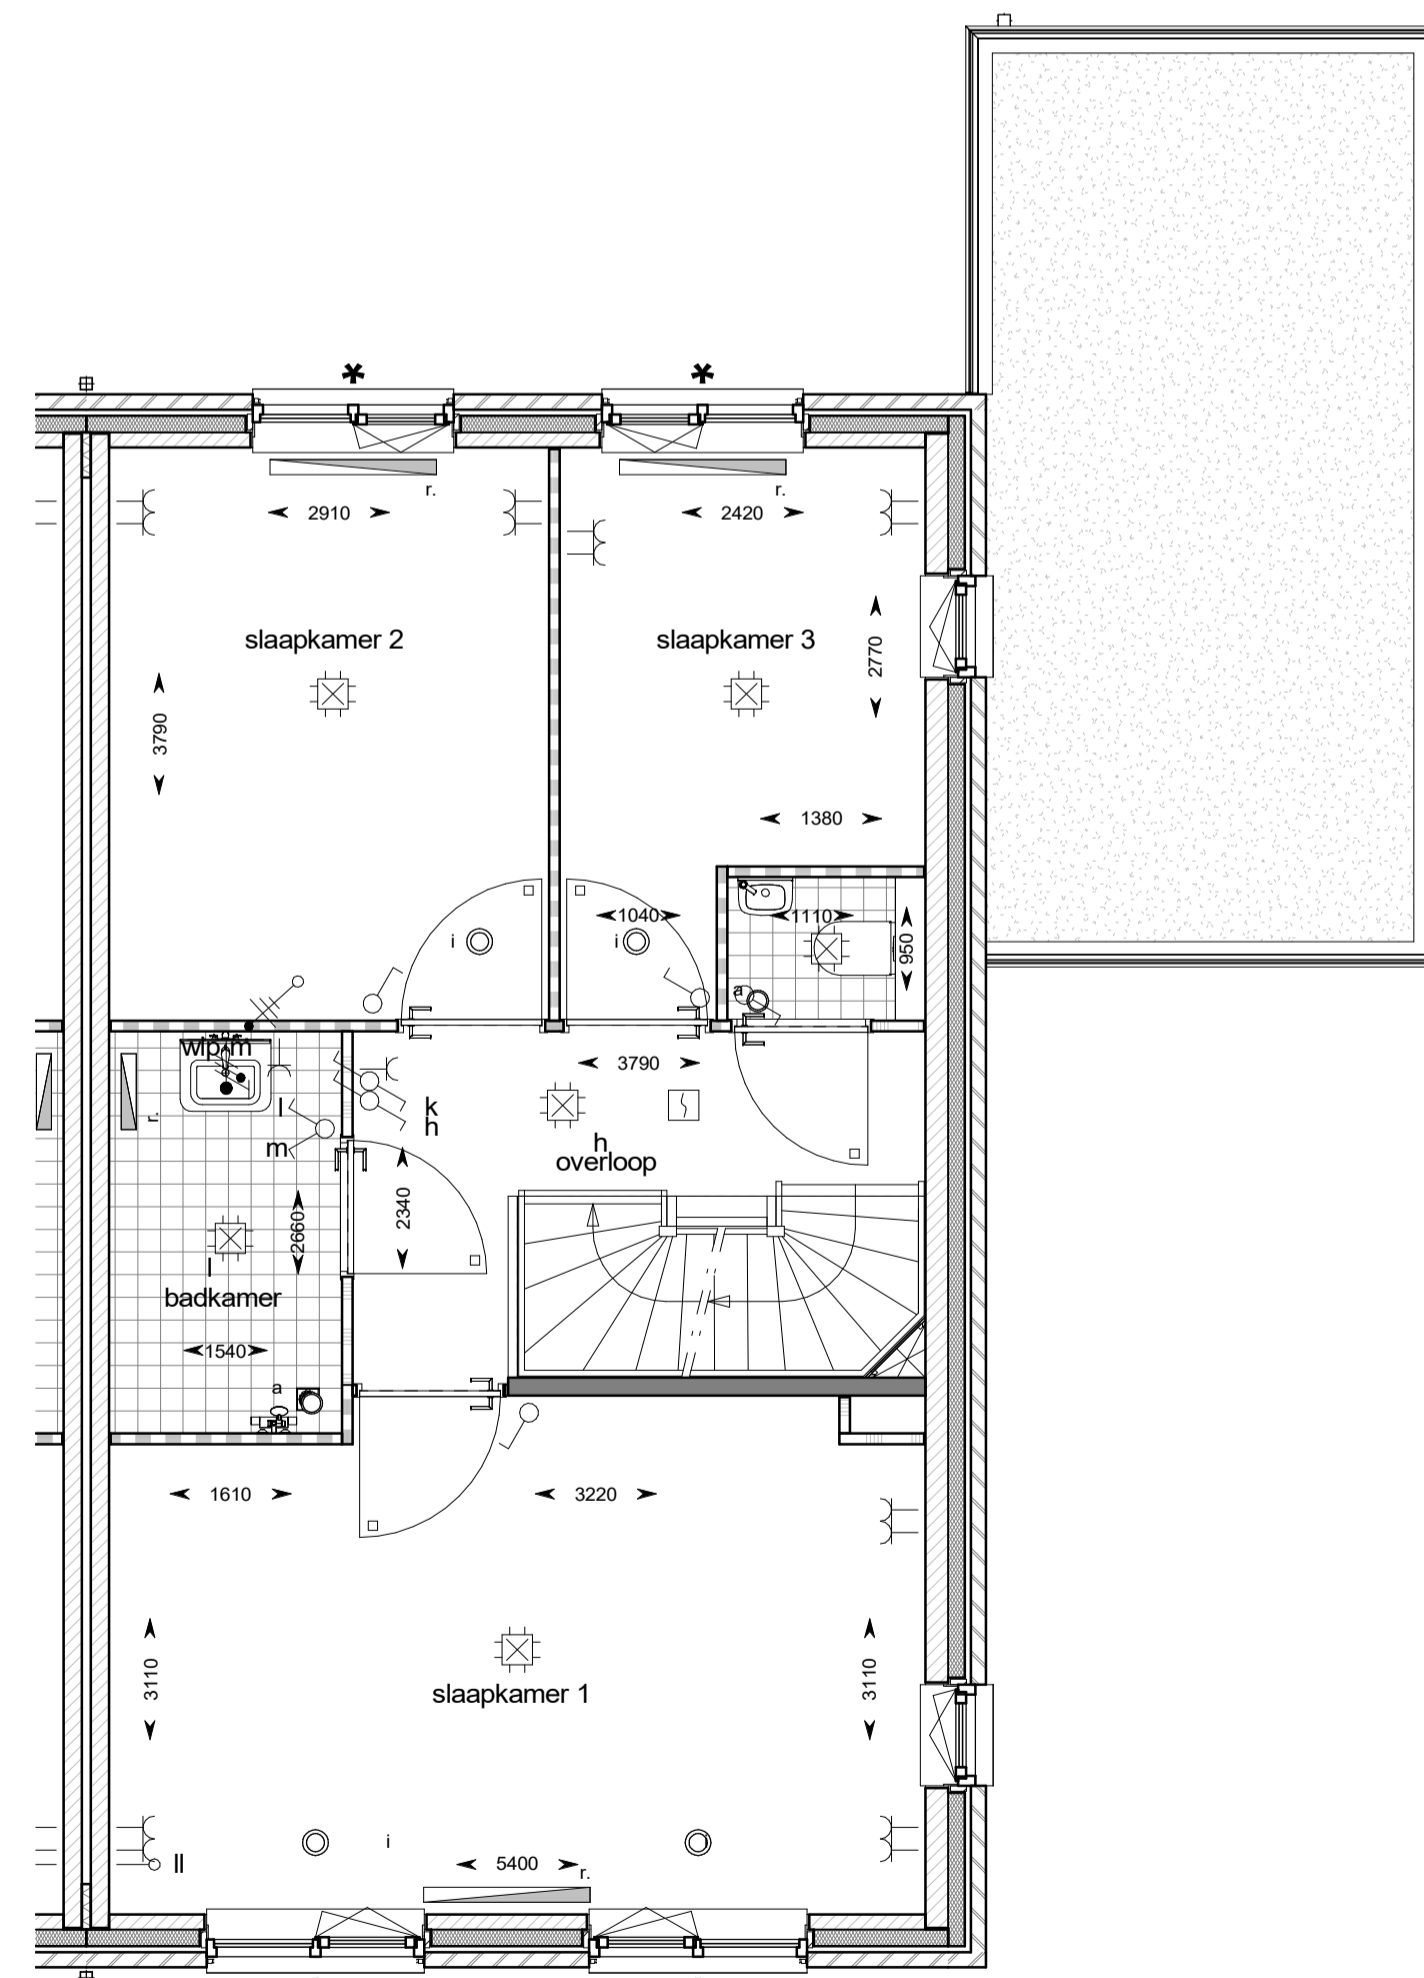 * *
r. r.
2910 2420
slaapkamer 2 slaapkamer 3
2770
3790
1380
1040 1110
i i 950
a
wlp m
3790
l k
h
r.
m h
overloop
2340
2660
l
badkamer
1540
a
1610 3220
3110 3110
slaapkamer 1
i i
ll 5400
r.